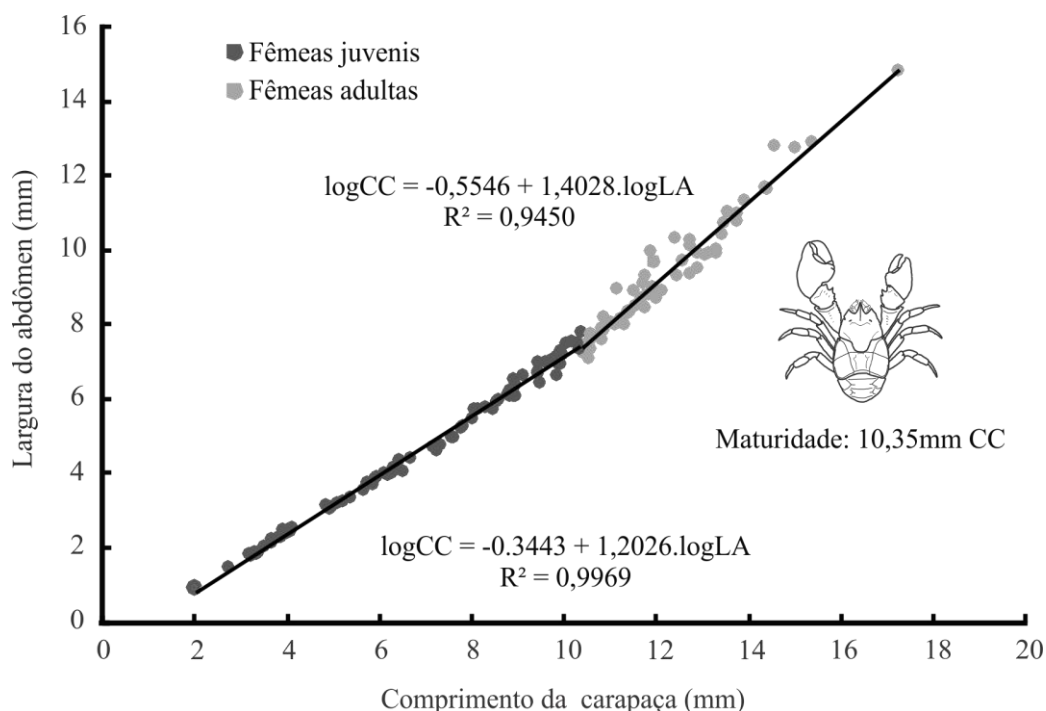 16
14
12
10
8
6
4
2
0
Largura do abdômen (mm)
Fêmeas juvenis
Fêmeas adultas
logCC = -0,5546 + 1,4028.logLA
R² = 0,9450
Maturidade: 10,35mm CC
logCC = -0.3443 + 1,2026.logLA
R² = 0,9969
0 2 4 6 8 10 12 14 16 18 20
Comprimento da carapaça (mm)